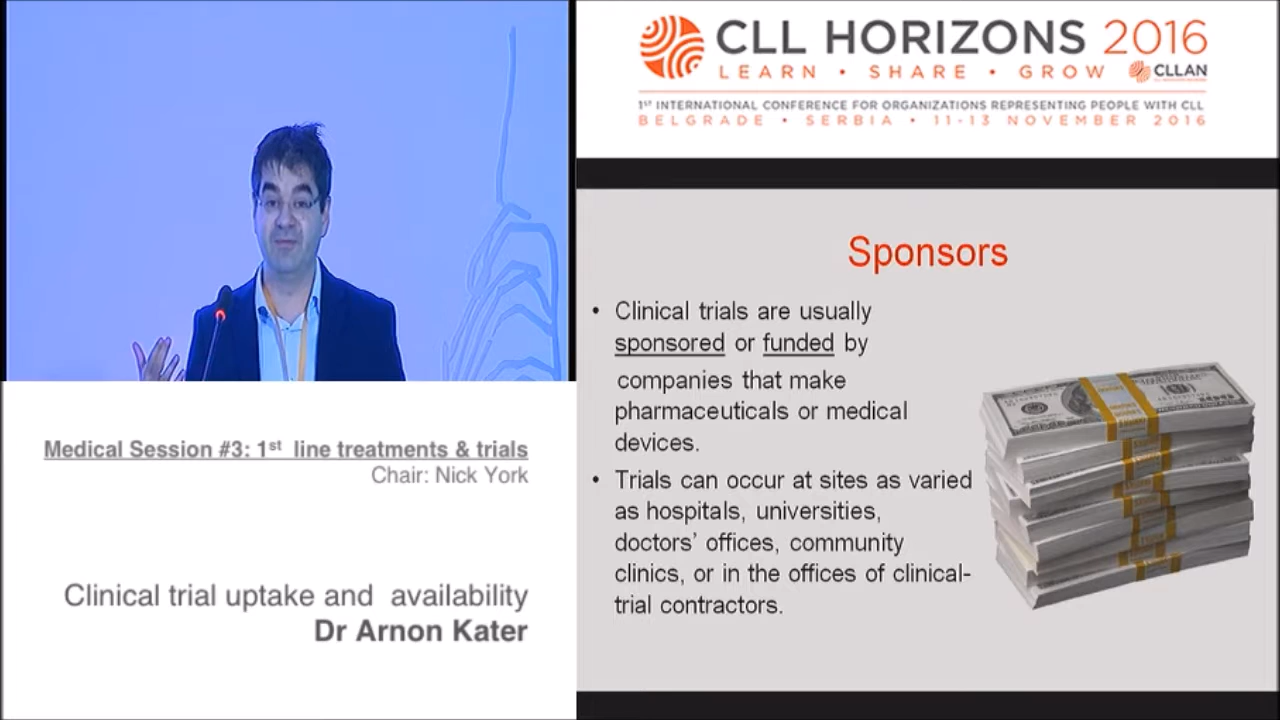 CLL HORIZONS 2016
LEARN • SHARE • GROW
CLLAN
1ST INTERNATIONAL CONFERENCE FOR ORGANIZATIONS REPRESENTING PEOPLE WITH CLL
BELGRADE • SERBIA • 11-13 NOVEMBER 2016
Sponsors
• Clinical trials are usually
sponsored or funded by
companies that make
pharmaceuticals or medical
devices.
• Trials can occur at sites as varied
as hospitals, universities,
doctors’ offices, community
clinics, or in the offices of clinical-
trial contractors.
Medical Session #3: 1st line treatments & trials
Chair: Nick York
Clinical trial uptake and availability
Dr Arnon Kater